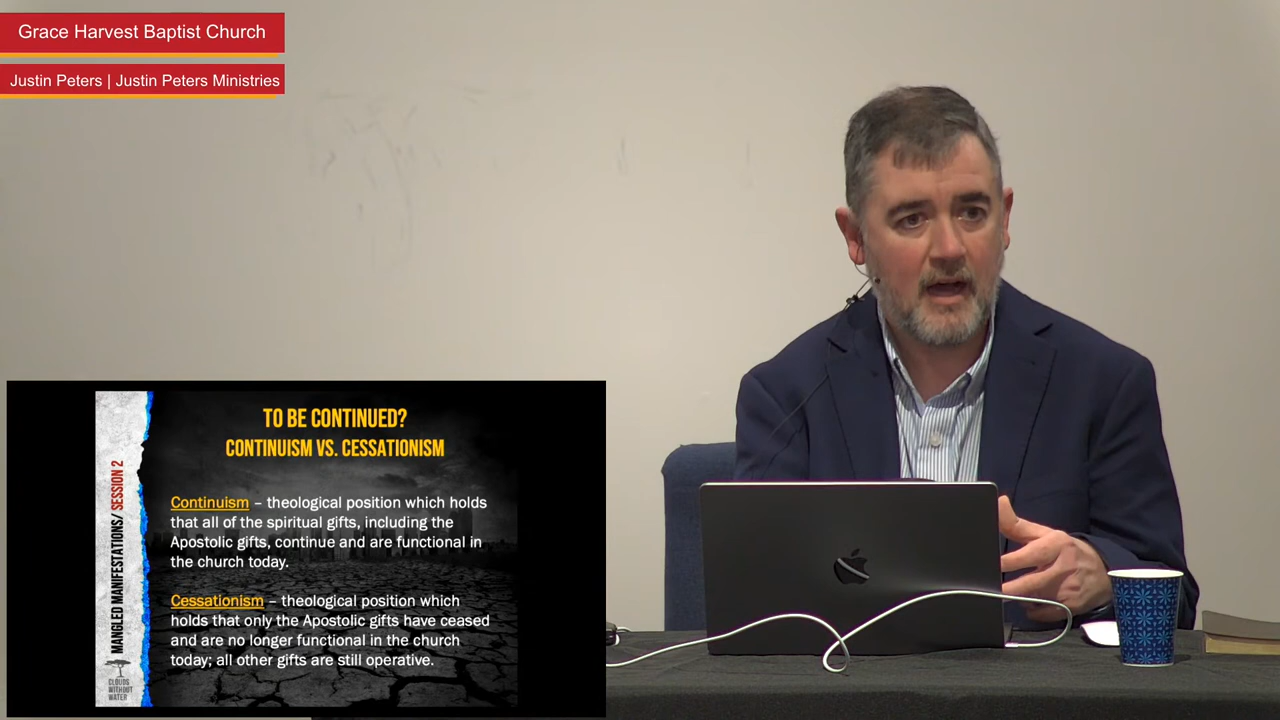 Grace Harvest Baptist Church
Justin Peters | Justin Peters Ministries
TO BE CONTINUED?
CONTINUISM VS. CESSATIONISM
Continuism – theological position which holds
that all of the spiritual gifts, including the
Apostolic gifts, continue and are functional in
the church today.
Cessationism – theological position which
holds that only the Apostolic gifts have ceased
and are no longer functional in the church
today; all other gifts are still operative.
MANGLED MANIFESTATIONS/ SESSION 2
CLOUDS
WITHOUT
WATER